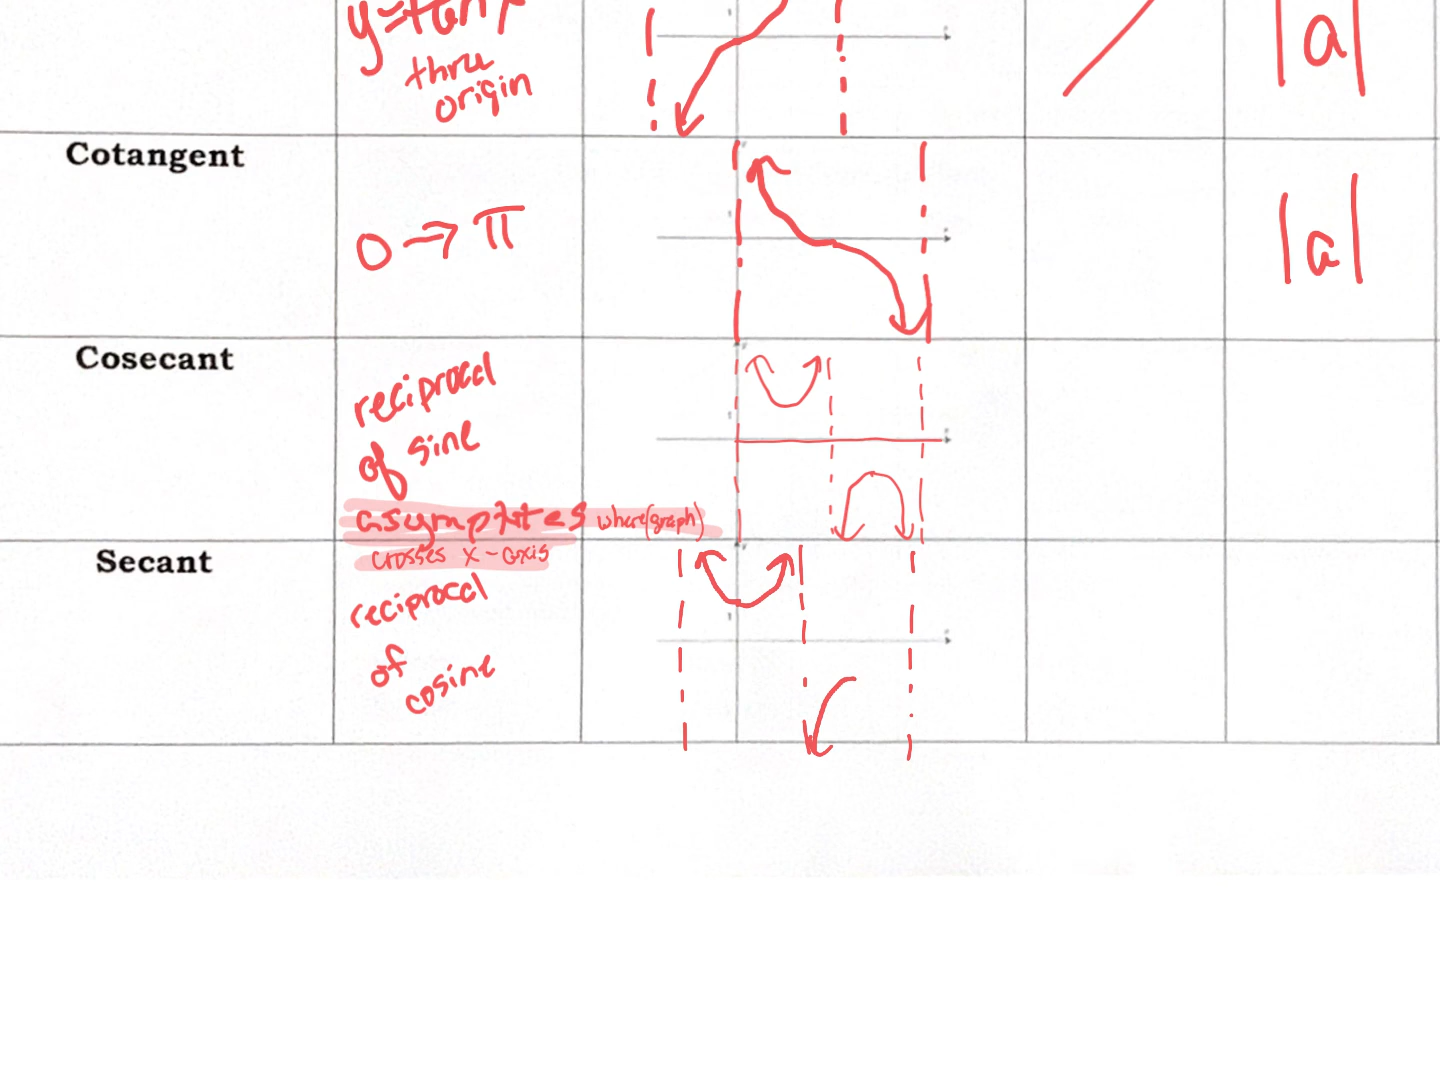 y=tan x
thru
origin
|a|
Cotangent
0 → π
|a|
Cosecant
reciprocal
of sine
asymptotes where (graph)
crosses x-axis
Secant
reciprocal
of cosine